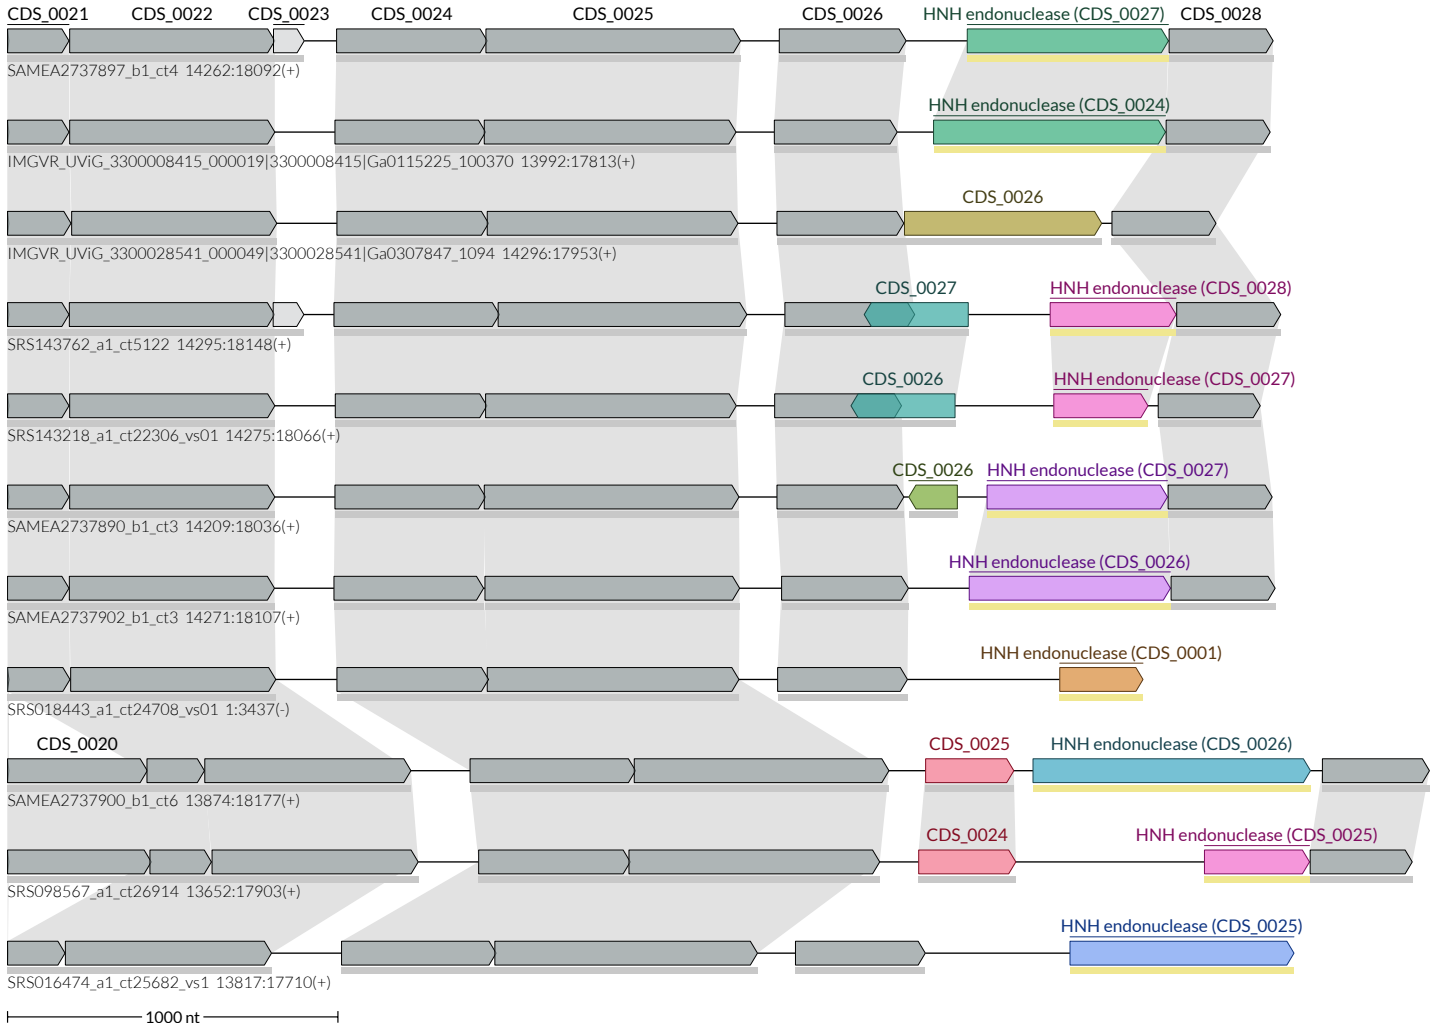 CDS_0021 CDS_0022 CDS_0023 CDS_0024 CDS_0025 CDS_0026 HNH endonuclease (CDS_0027) CDS_0028
SAMEA2737897_b1_ct4 14262:18092(+)
HNH endonuclease (CDS_0024)
IMGVR_UViG_3300008415_000019|3300008415|Ga0115225_100370 13992:17813(+)
CDS_0026
IMGVR_UViG_3300028541_000049|3300028541|Ga0307847_1094 14296:17953(+)
CDS_0027 HNH endonuclease (CDS_0028)
SRS143762_a1_ct5122 14295:18148(+)
CDS_0026 HNH endonuclease (CDS_0027)
SRS143218_a1_ct22306_vs01 14275:18066(+)
CDS_0026 HNH endonuclease (CDS_0027)
SAMEA2737890_b1_ct3 14209:18036(+)
HNH endonuclease (CDS_0026)
SAMEA2737902_b1_ct3 14271:18107(+)
HNH endonuclease (CDS_0001)
SRS018443_a1_ct24708_vs01 1:3437(-)
CDS_0020 CDS_0025 HNH endonuclease (CDS_0026)
SAMEA2737900_b1_ct6 13874:18177(+)
CDS_0024 HNH endonuclease (CDS_0025)
SRS098567_a1_ct26914 13652:17903(+)
HNH endonuclease (CDS_0025)
SRS016474_a1_ct25682_vs1 13817:17710(+)
1000 nt